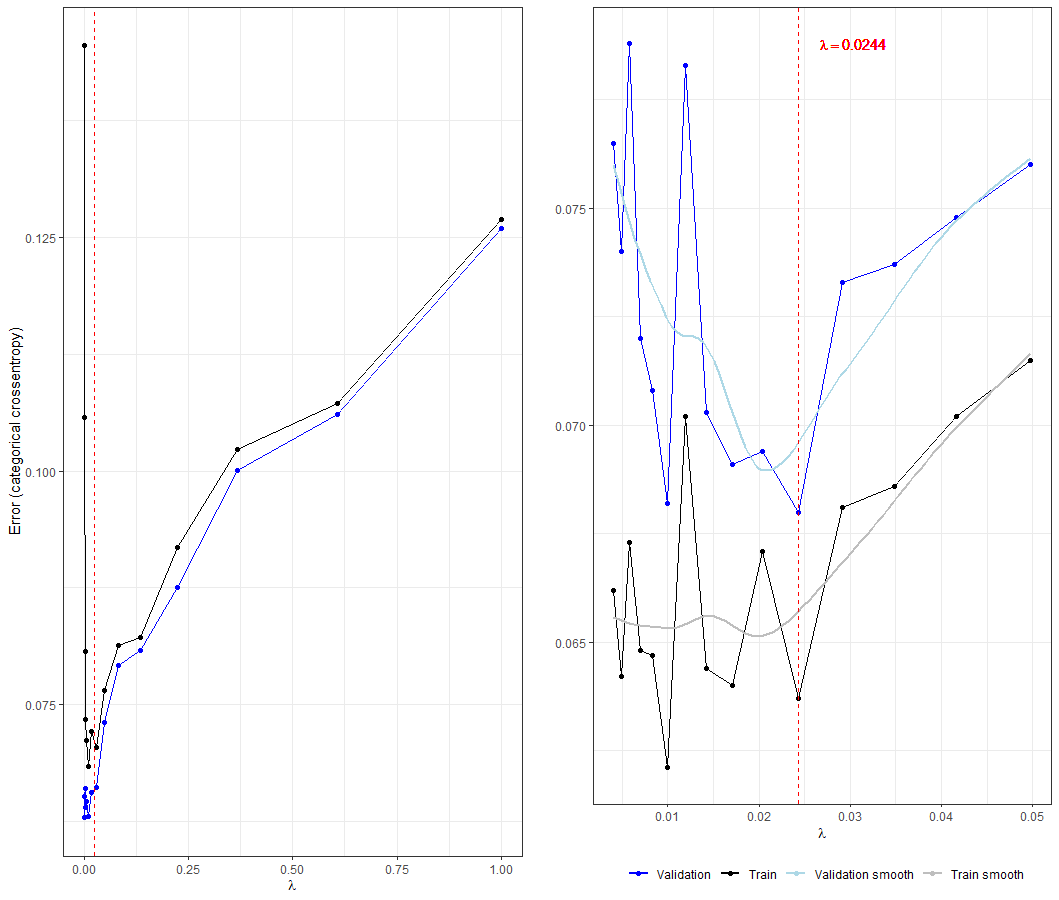 Error (categorical crossentropy)
0.125
0.100
0.075
0.00
0.25
0.50
0.75
1.00
λ
λ = 0.0244
0.075
0.070
0.065
0.01
0.02
0.03
0.04
0.05
λ
Validation
Train
Validation smooth
Train smooth